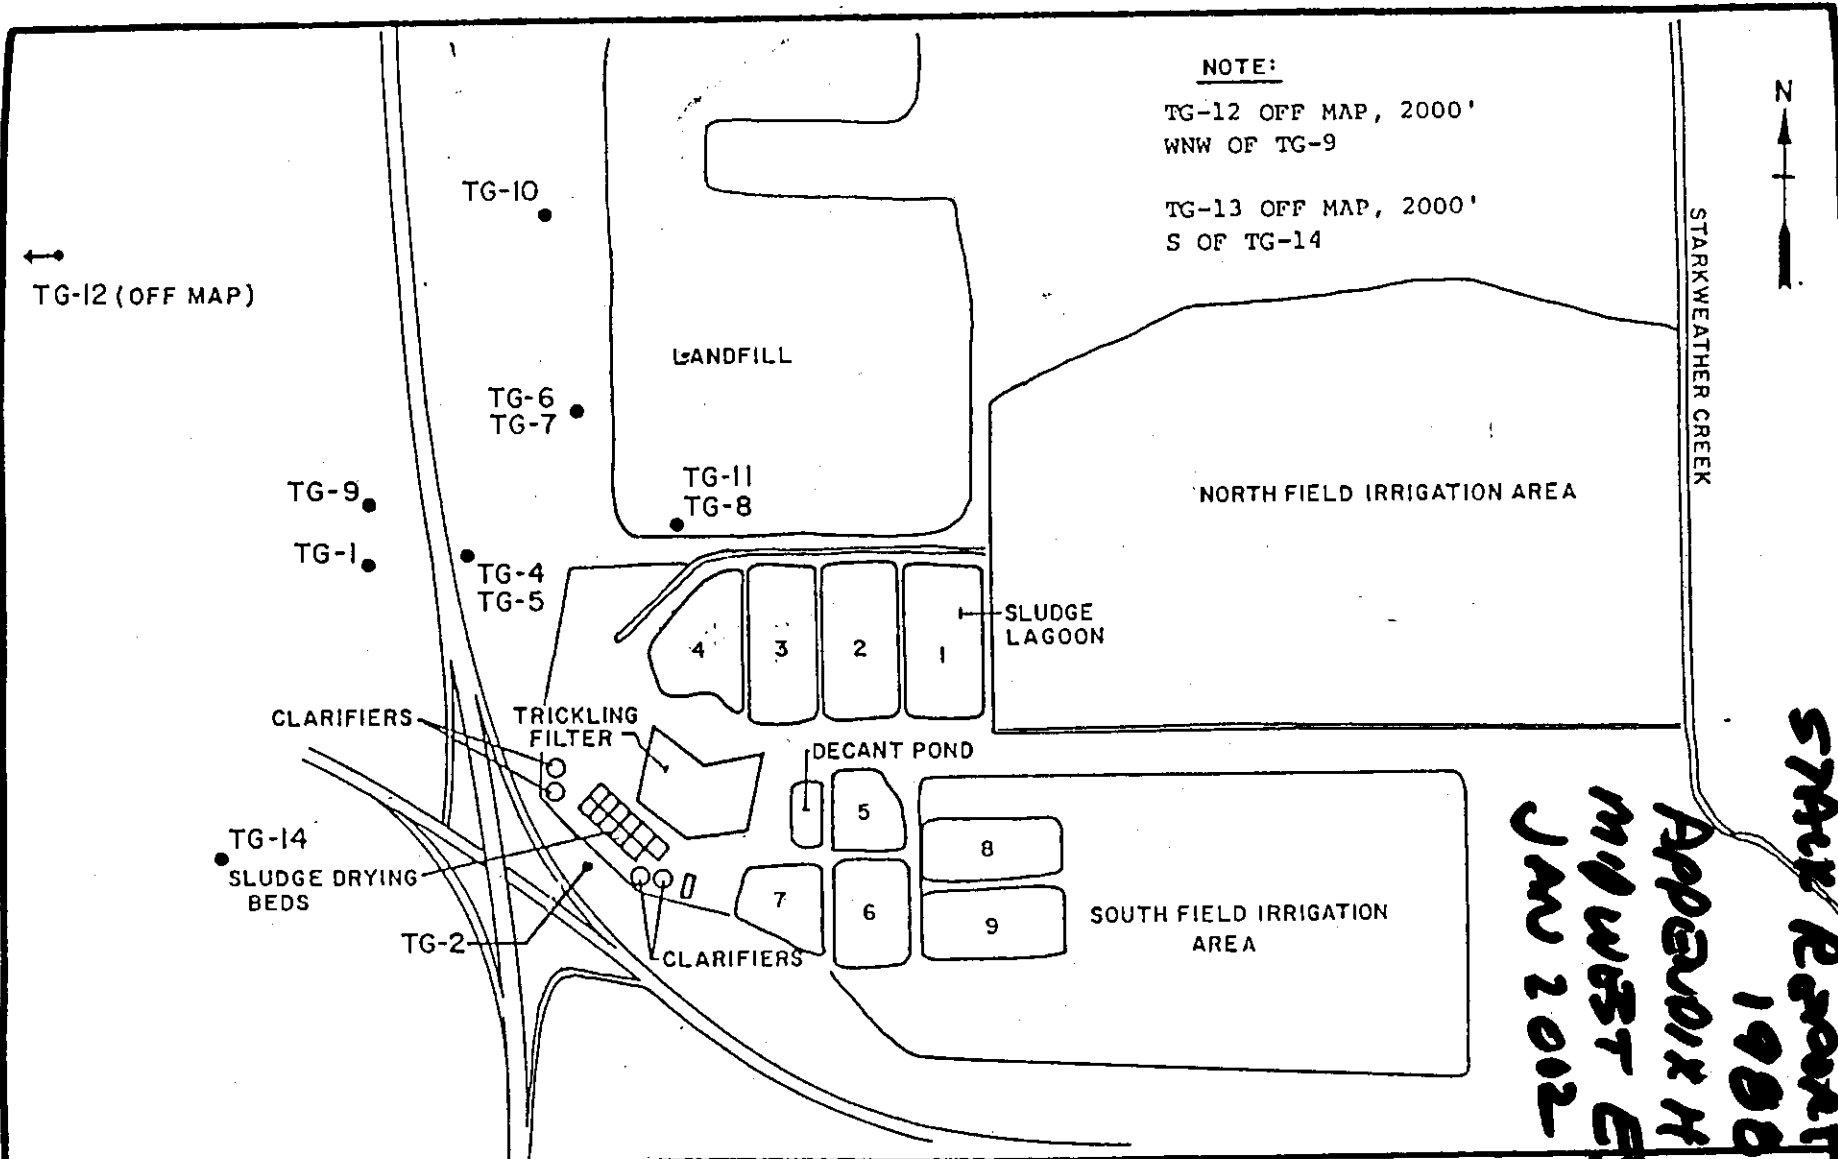 NOTE:
TG-12 OFF MAP, 2000'
WNW OF TG-9
TG-13 OFF MAP, 2000'
S OF TG-14
N
TG-10
TG-12 (OFF MAP)
STARKWEATHER CREEK
LANDFILL
TG-6
TG-7
TG-11
TG-8
TG-9
TG-1
TG-4
TG-5
NORTH FIELD IRRIGATION AREA
SLUDGE
LAGOON
4
3
2
1
CLARIFIERS
TRICKLING
FILTER
DECANT POND
5
TG-14
SLUDGE DRYING
BEDS
8
7
6
9
SOUTH FIELD IRRIGATION
AREA
TG-2
CLARIFIERS
STARK REPORT
1988
APPENDIX H
MIDWEST E
JAN 2002